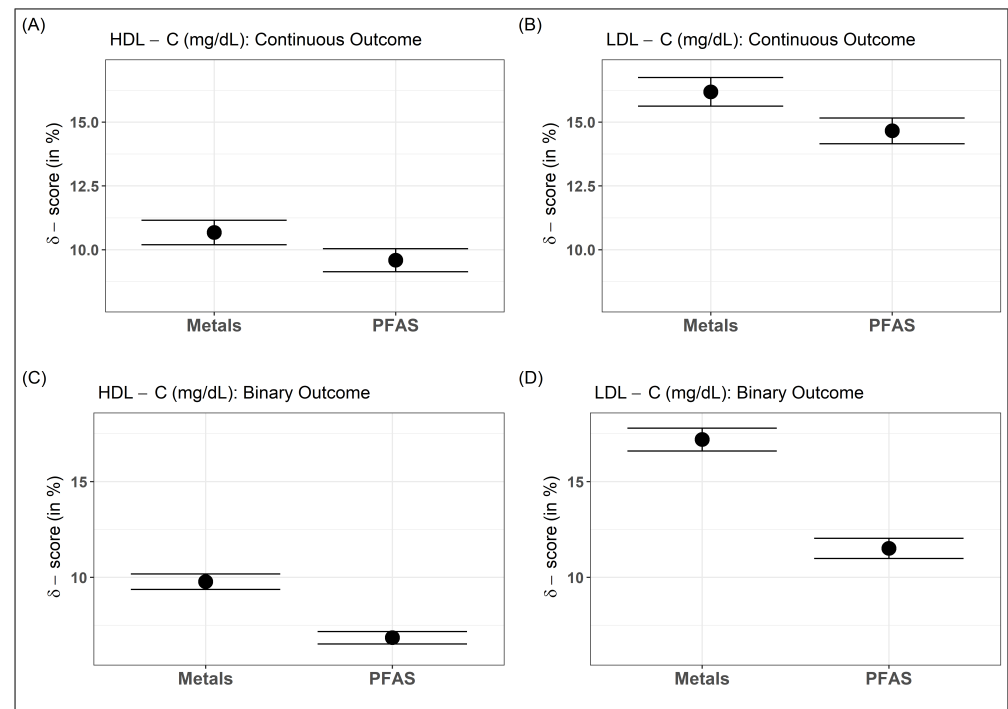 (A)
HDL − C (mg/dL): Continuous Outcome
δ − score (in %)
15.0
12.5
10.0
Metals PFAS
(B)
LDL − C (mg/dL): Continuous Outcome
δ − score (in %)
15.0
12.5
10.0
Metals PFAS
(C)
HDL − C (mg/dL): Binary Outcome
δ − score (in %)
15
10
Metals PFAS
(D)
LDL − C (mg/dL): Binary Outcome
δ − score (in %)
15
10
Metals PFAS